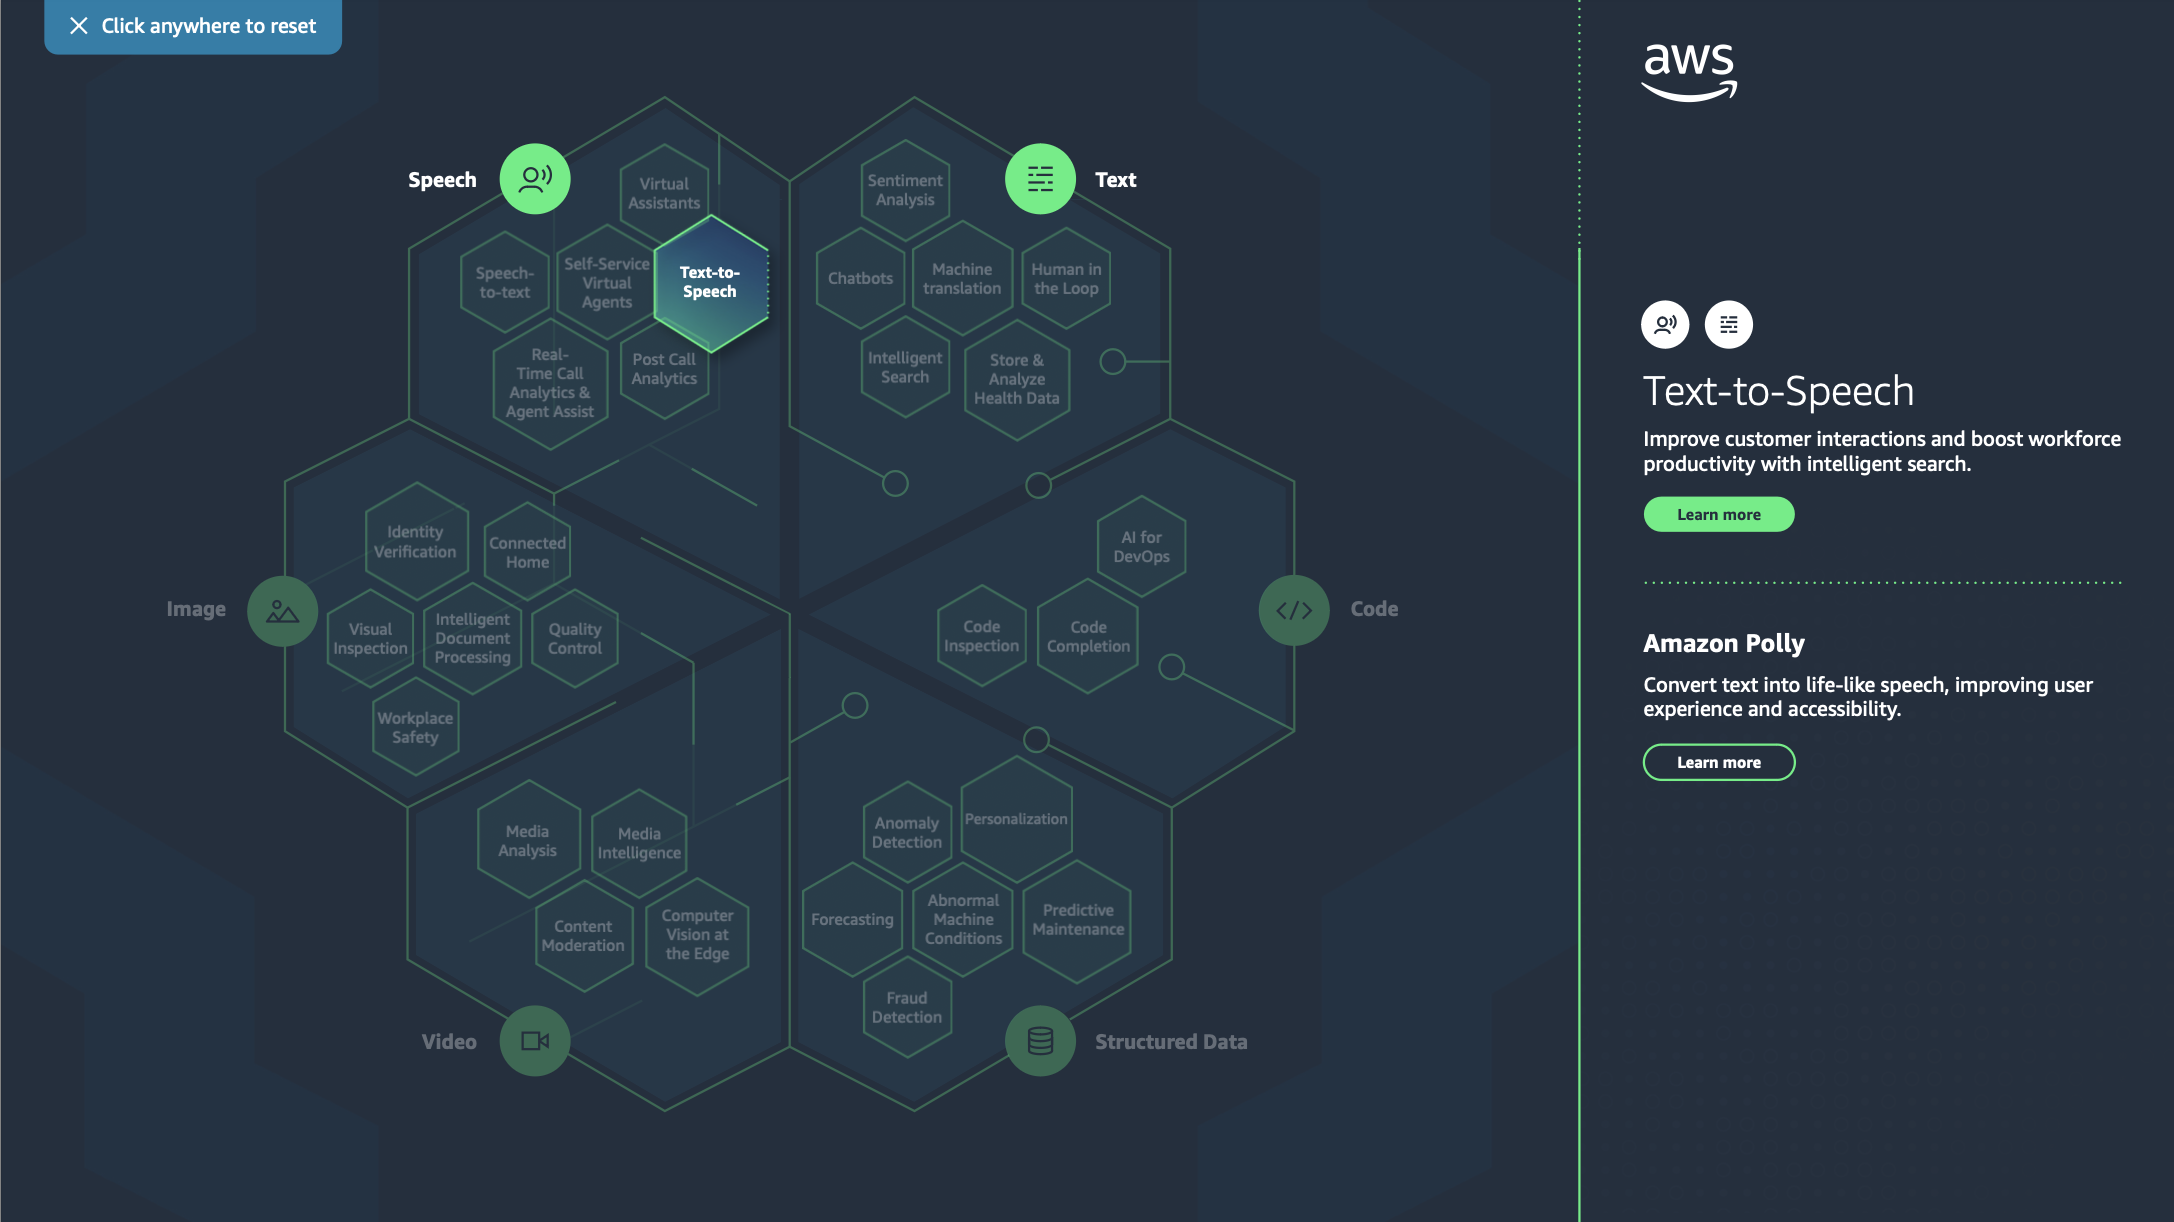 Click anywhere to reset
aws
Speech
Virtual
Assistants
Speech-
to-text
Self-Service
Virtual
Agents
Text-to-
Speech
Real-
Time Call
Analytics &
Agent Assist
Post Call
Analytics
Text
Sentiment
Analysis
Chatbots
Machine
translation
Human in
the Loop
Intelligent
Search
Store &
Analyze
Health Data
Image
Identity
Verification
Connected
Home
Visual
Inspection
Intelligent
Document
Processing
Quality
Control
Workplace
Safety
Code
AI for
DevOps
Code
Inspection
Code
Completion
Video
Media
Analysis
Media
Intelligence
Content
Moderation
Computer
Vision at
the Edge
Structured Data
Anomaly
Detection
Personalization
Forecasting
Abnormal
Machine
Conditions
Predictive
Maintenance
Fraud
Detection
Text-to-Speech
Improve customer interactions and boost workforce
productivity with intelligent search.
Learn more
Amazon Polly
Convert text into life-like speech, improving user
experience and accessibility.
Learn more